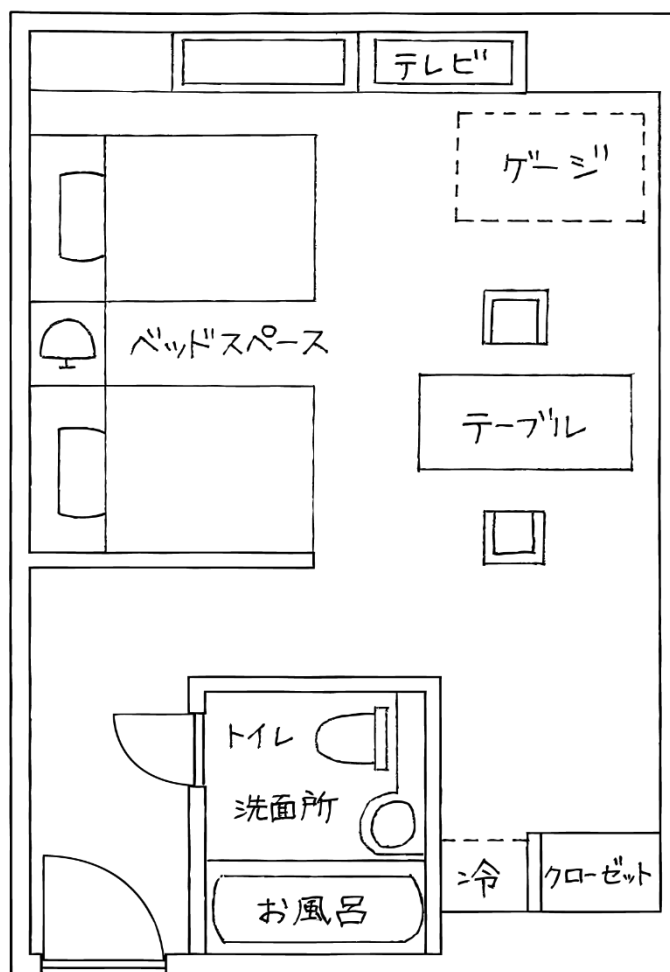 テレビ
ゲージ
ベッドスペース
テーブル
トイレ
洗面所
お風呂
冷
クローゼット